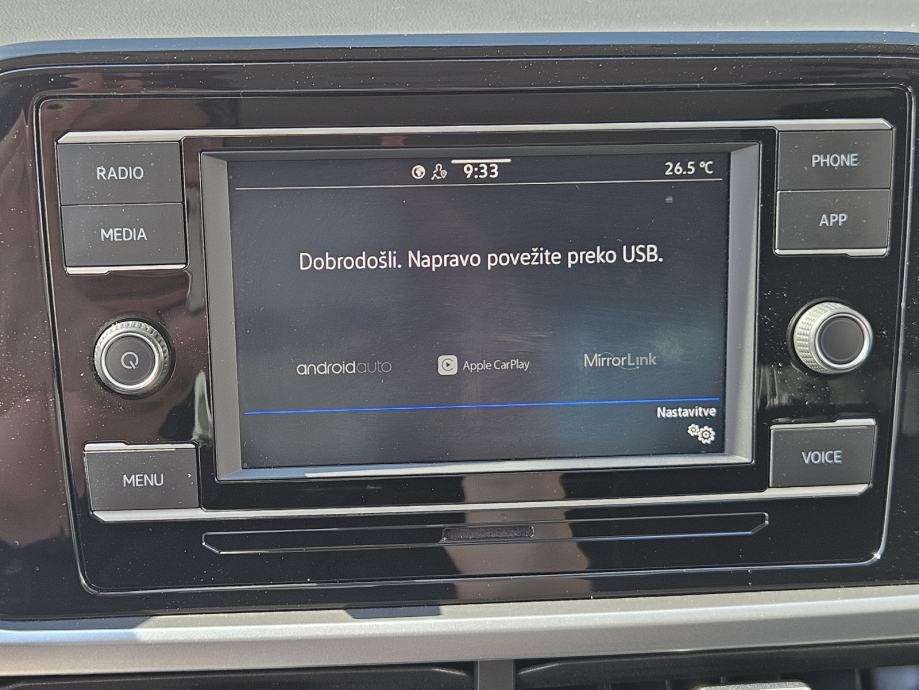 RADIO
MEDIA
MENU
9:33
26.5 °C
Dobrodošli. Napravo povežite preko USB.
androidauto
Apple CarPlay
MirrorLink
Nastavitve
PHONE
APP
VOICE